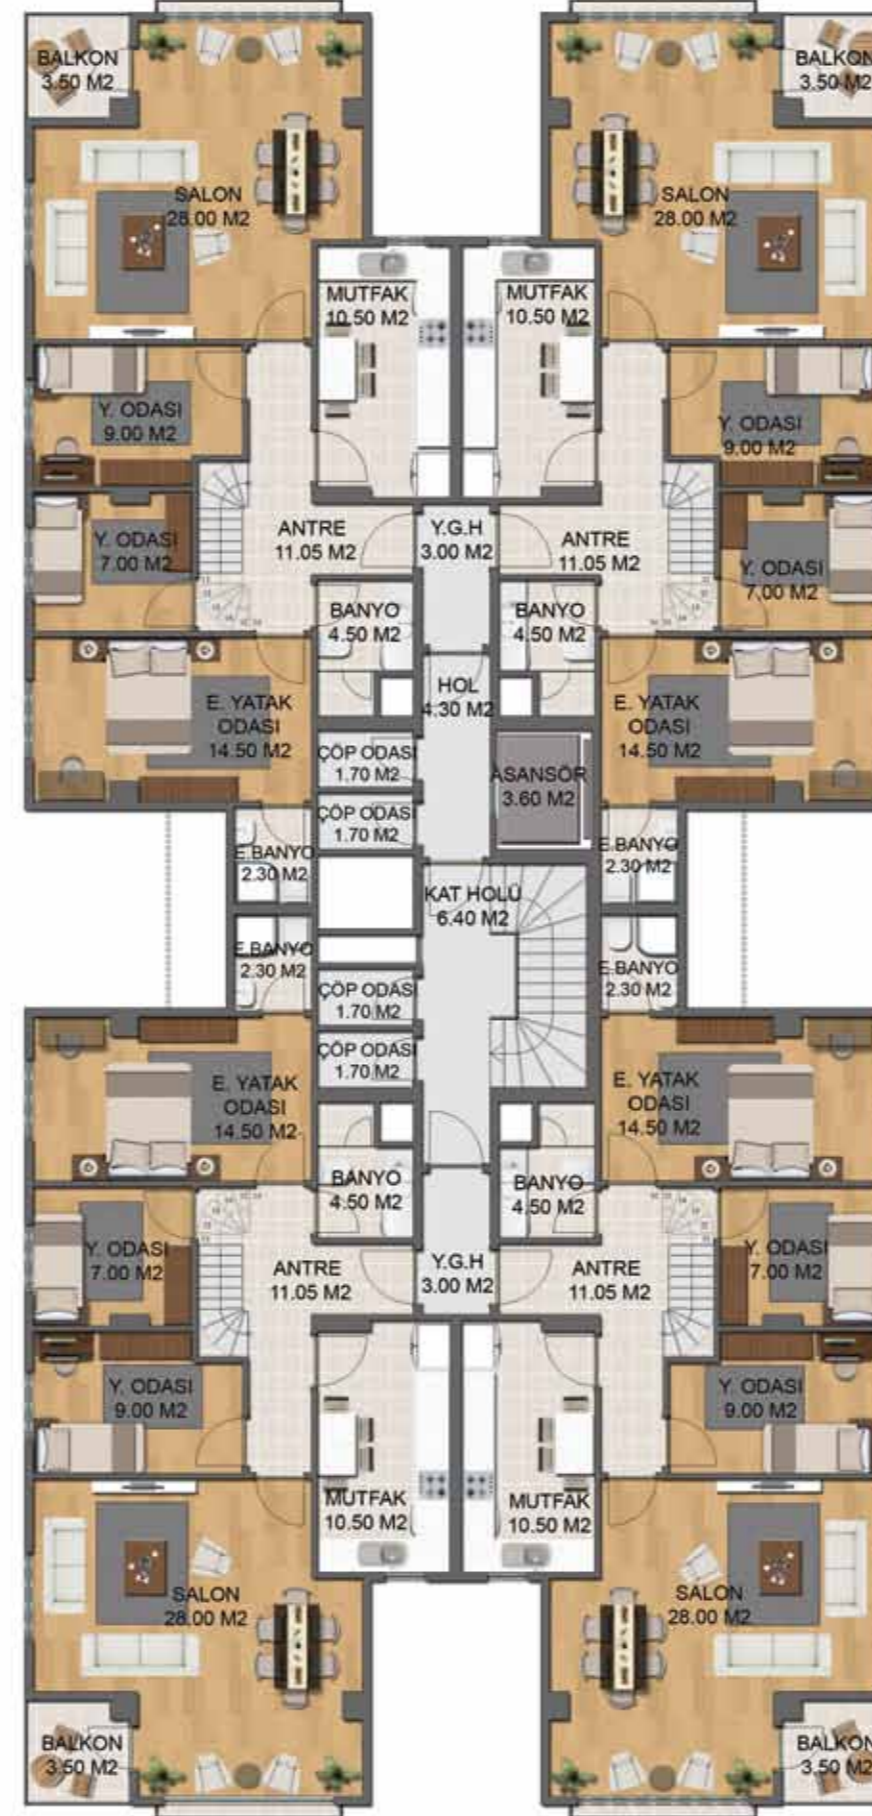 BALKON
3.50 M2
BALKON
3.50 M2
SALON
28.00 M2
SALON
28.00 M2
MUTFAK
10.50 M2
MUTFAK
10.50 M2
Y. ODASI
9.00 M2
Y. ODASI
9.00 M2
ANTRE
11.05 M2
Y.G.H
3.00 M2
ANTRE
11.05 M2
Y. ODASI
7.00 M2
Y. ODASI
7.00 M2
BANYO
4.50 M2
BANYO
4.50 M2
HOL
4.30 M2
E. YATAK
ODASI
14.50 M2
E. YATAK
ODASI
14.50 M2
ÇÖP ODASI
1.70 M2
ASANSÖR
3.60 M2
ÇÖP ODASI
1.70 M2
E.BANYO
2.30 M2
E.BANYO
2.30 M2
KAT HOLÜ
6.40 M2
E.BANYO
2.30 M2
E.BANYO
2.30 M2
ÇÖP ODASI
1.70 M2
ÇÖP ODASI
1.70 M2
E. YATAK
ODASI
14.50 M2
E. YATAK
ODASI
14.50 M2
BANYO
4.50 M2
BANYO
4.50 M2
Y. ODASI
7.00 M2
ANTRE
11.05 M2
Y.G.H
3.00 M2
ANTRE
11.05 M2
Y. ODASI
7.00 M2
Y. ODASI
9.00 M2
Y. ODASI
9.00 M2
MUTFAK
10.50 M2
MUTFAK
10.50 M2
SALON
28.00 M2
SALON
28.00 M2
BALKON
3.50 M2
BALKON
3.50 M2